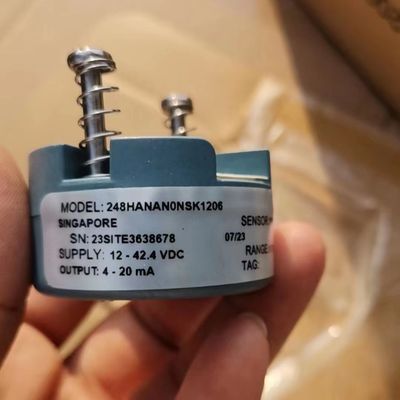 MODEL: 248HANAN0NSK1206
SINGAPORE
SENSOR:
SN: 23SITE3638678
07/23
SUPPLY: 12 - 42.4 VDC
RANGE
OUTPUT: 4 - 20 mA
TAG: